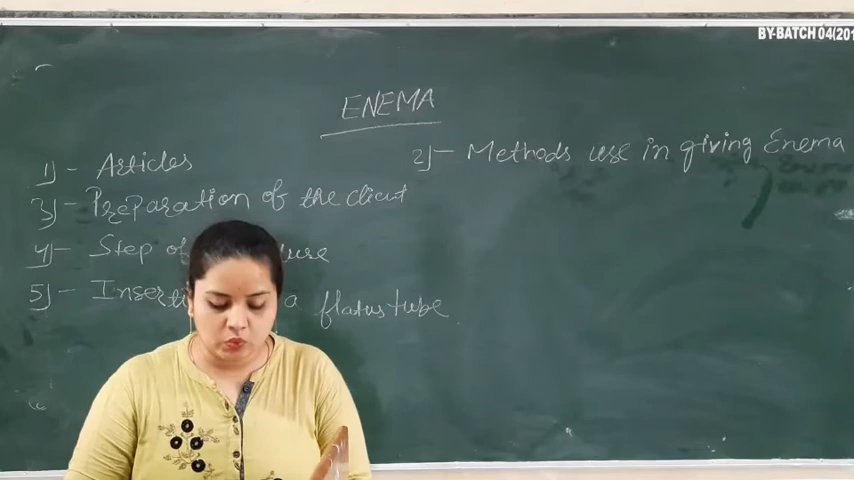 BY-BATCH 04(201
ENEMA
1) - Articles
2) - Methods use in giving Enema
3) - Preparation of the client
4) - Step of
5) - a flatus tube